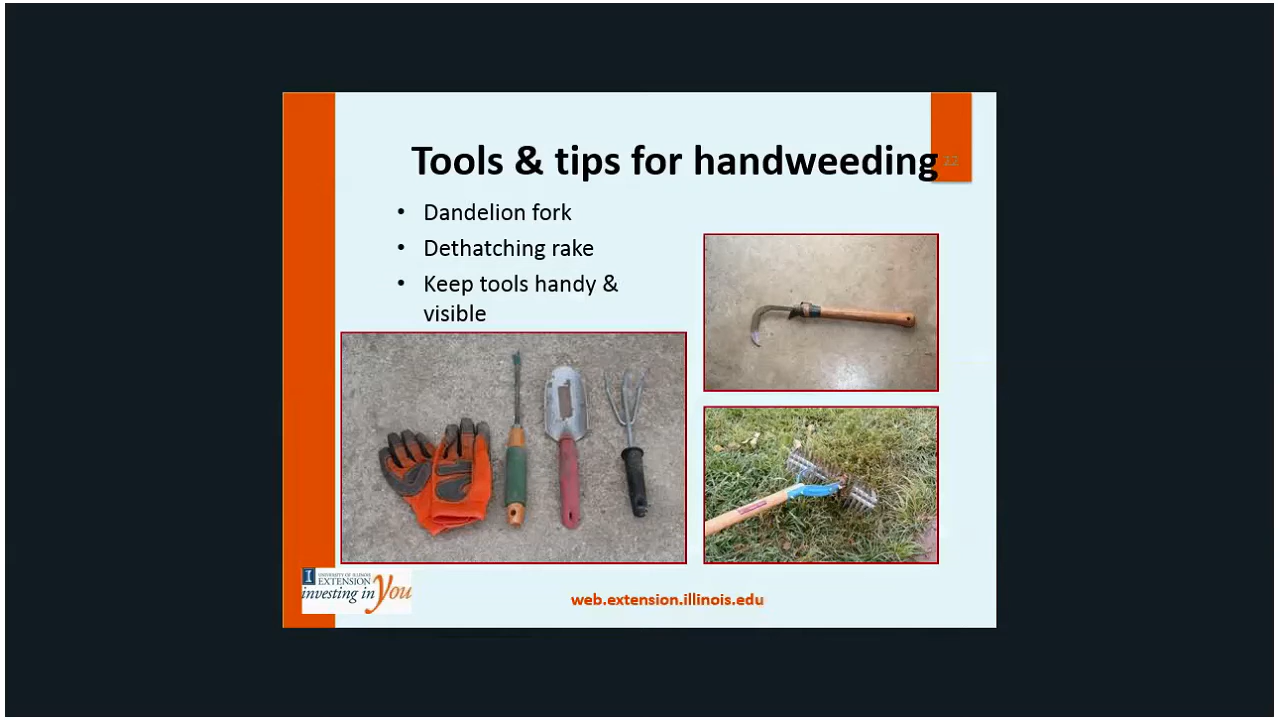 Tools & tips for handweeding
22
• Dandelion fork
• Dethatching rake
• Keep tools handy &
visible
I
UNIVERSITY OF ILLINOIS
EXTENSION
investing in You
web.extension.illinois.edu